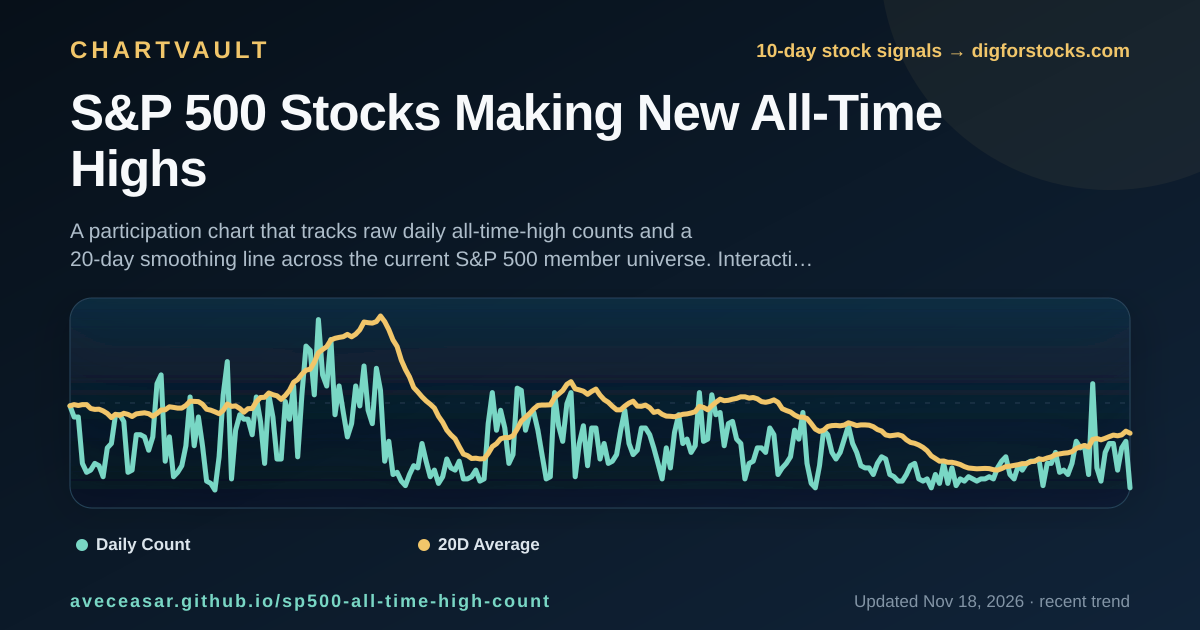 CHARTVAULT
10-day stock signals → digforstocks.com
S&P 500 Stocks Making New All-Time
Highs
A participation chart that tracks raw daily all-time-high counts and a
20-day smoothing line across the current S&P 500 member universe. Interacti…
Daily Count
20D Average
aveceasar.github.io/sp500-all-time-high-count
Updated Nov 18, 2026 · recent trend